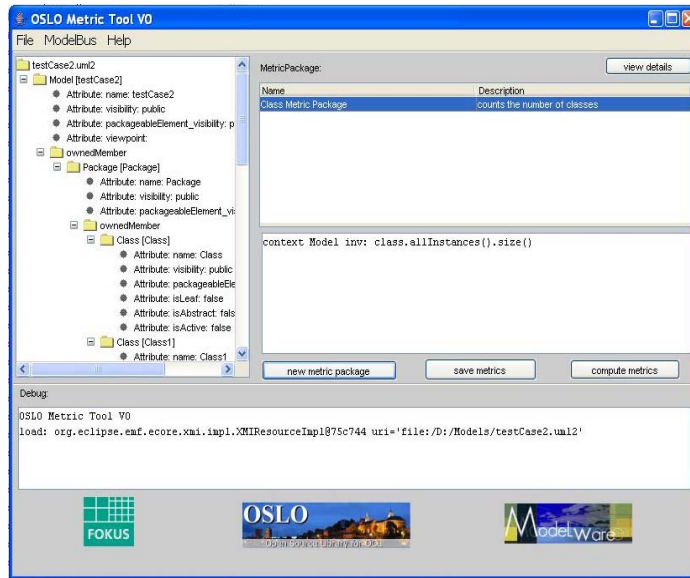 OSLO Metric Tool V0
File ModelBus Help
testCase2.uml2
Model [testCase2]
Attribute: name: testCase2
Attribute: visibility: public
Attribute: packageableElement_visibility: p
Attribute: viewpoint:
ownedMember
Package [Package]
Attribute: name: Package
Attribute: visibility: public
Attribute: packageableElement_vi
ownedMember
Class [Class]
Attribute: name: Class
Attribute: visibility: public
Attribute: packageableEle
Attribute: isLeaf: false
Attribute: isAbstract: fals
Attribute: isActive: false
Class [Class1]
Attribute: name: Class1
MetricPackage:
view details
Name Description
Class Metric Package counts the number of classes
context Model inv: class.allInstances().size()
new metric package save metrics compute metrics
Debug:
OSLO Metric Tool V0
load: org.eclipse.emf.ecore.xmi.impl.XMIResourceImpl@75c744 uri='file:/D:/Models/testCase2.uml2'
FOKUS
OSLO
Open Source Library for OCL
ModelWare